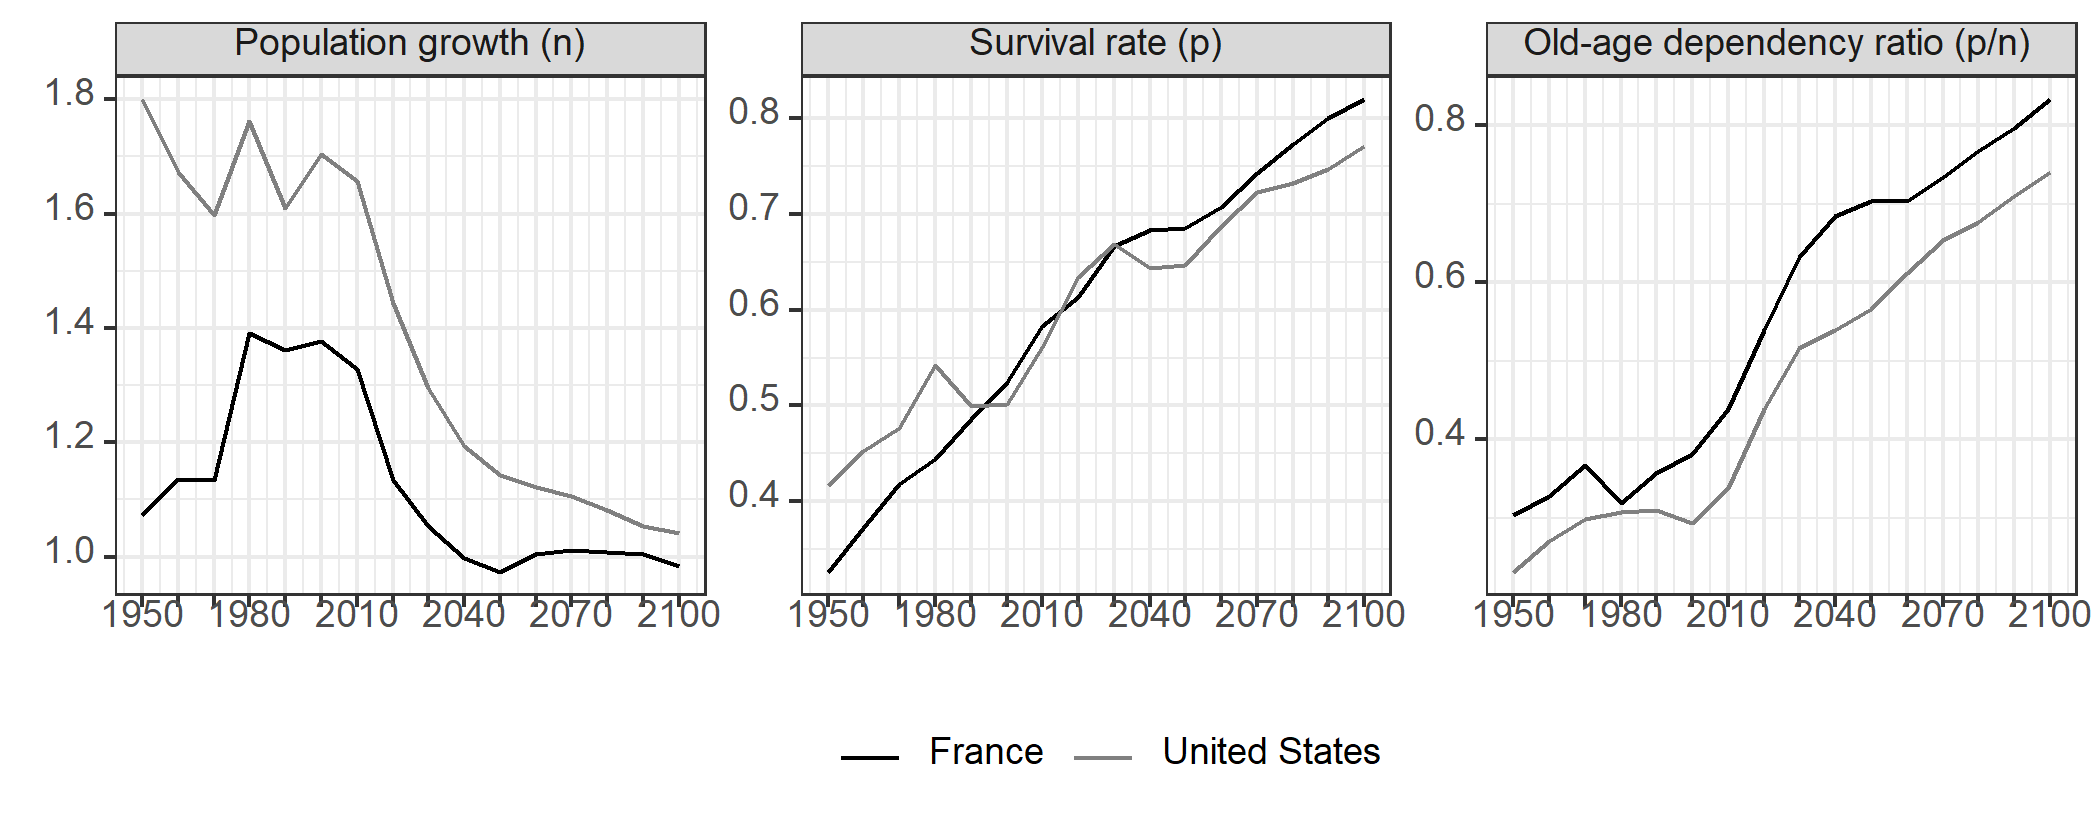 Population growth (n)
Survival rate (p)
Old-age dependency ratio (p/n)
1.8
1.6
1.4
1.2
1.0
0.8
0.7
0.6
0.5
0.4
0.8
0.6
0.4
1950 1980 2010 2040 2070 2100
1950 1980 2010 2040 2070 2100
1950 1980 2010 2040 2070 2100
France United States